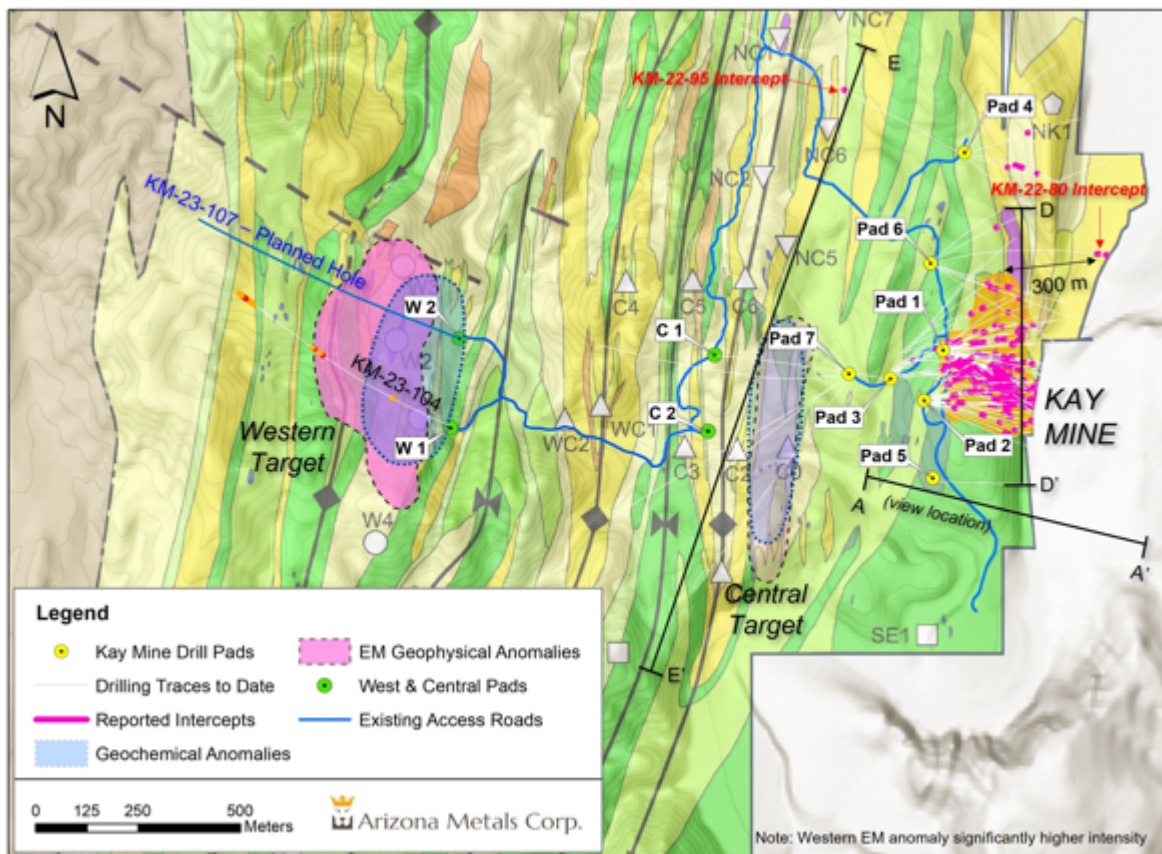 NC7
NC1
E
KM-22-95 Intercept
Pad 4
NK1
N
NC6
KM-22-80 Intercept
NC2
D
KM-23-107 – Planned Hole
Pad 6
NC5
300 m
C4
C5
C6
Pad 1
W 2
C 1
Pad 7
W2
KM-23-104
KAY
MINE
Pad 3
C 2
WC2
WC1
W 1
Pad 2
Western
Target
C3
C2
C0
Pad 5
D'
A
(view location)
W4
A'
Central
Target
SE1
E'
Legend
Kay Mine Drill Pads
EM Geophysical Anomalies
Drilling Traces to Date
West & Central Pads
Reported Intercepts
Existing Access Roads
Geochemical Anomalies
0 125 250 500
Meters
Arizona Metals Corp.
Note: Western EM anomaly significantly higher intensity